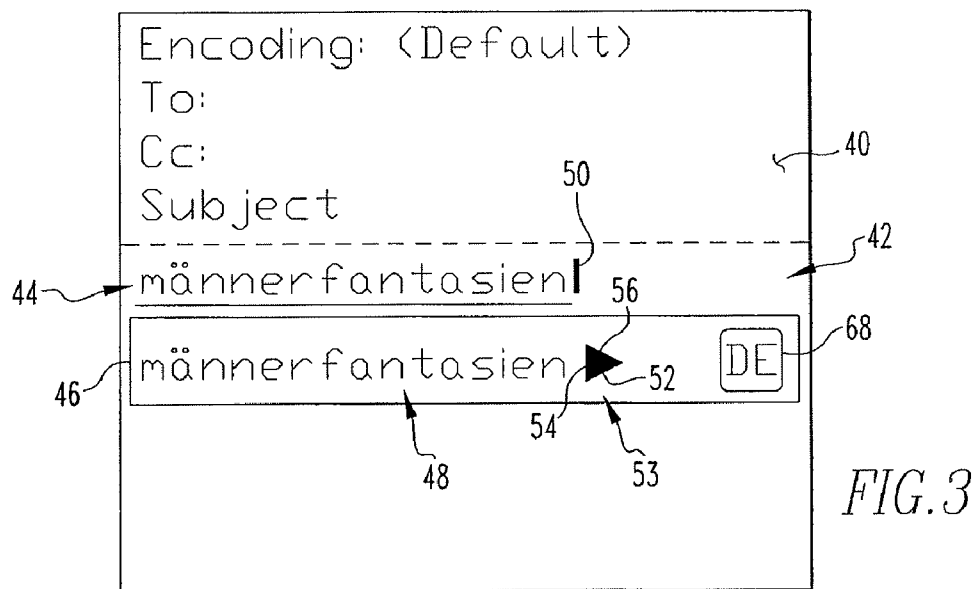 Encoding: (Default)
To:
Cc:
40
Subject
50
42
44
männerfantasien
56
68
46
männerfantasien
DE
52
54
53
48
FIG.3